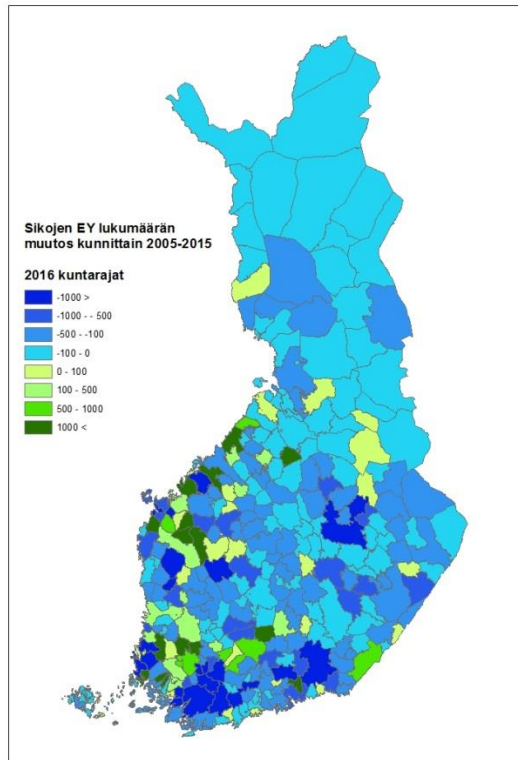 Sikojen EY lukumäärän
muutos kunnittain 2005-2015
2016 kuntarajat
-1000 >
-1000 - -500
-500 - -100
-100 - 0
0 - 100
100 - 500
500 - 1000
1000 <